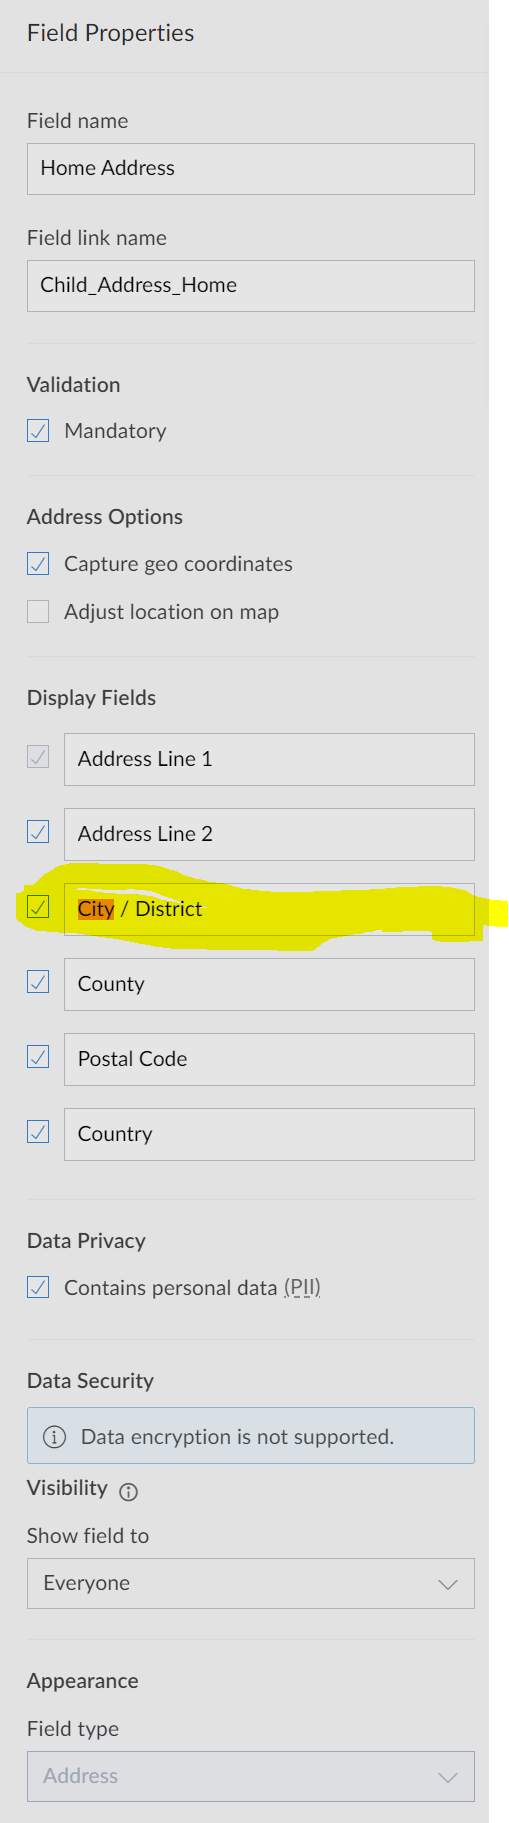 Field Properties
Field name
Home Address
Field link name
Child_Address_Home
Validation
Mandatory
Address Options
Capture geo coordinates
Adjust location on map
Display Fields
Address Line 1
Address Line 2
City / District
County
Postal Code
Country
Data Privacy
Contains personal data (PII)
Data Security
Data encryption is not supported.
Visibility
Show field to
Everyone
Appearance
Field type
Address